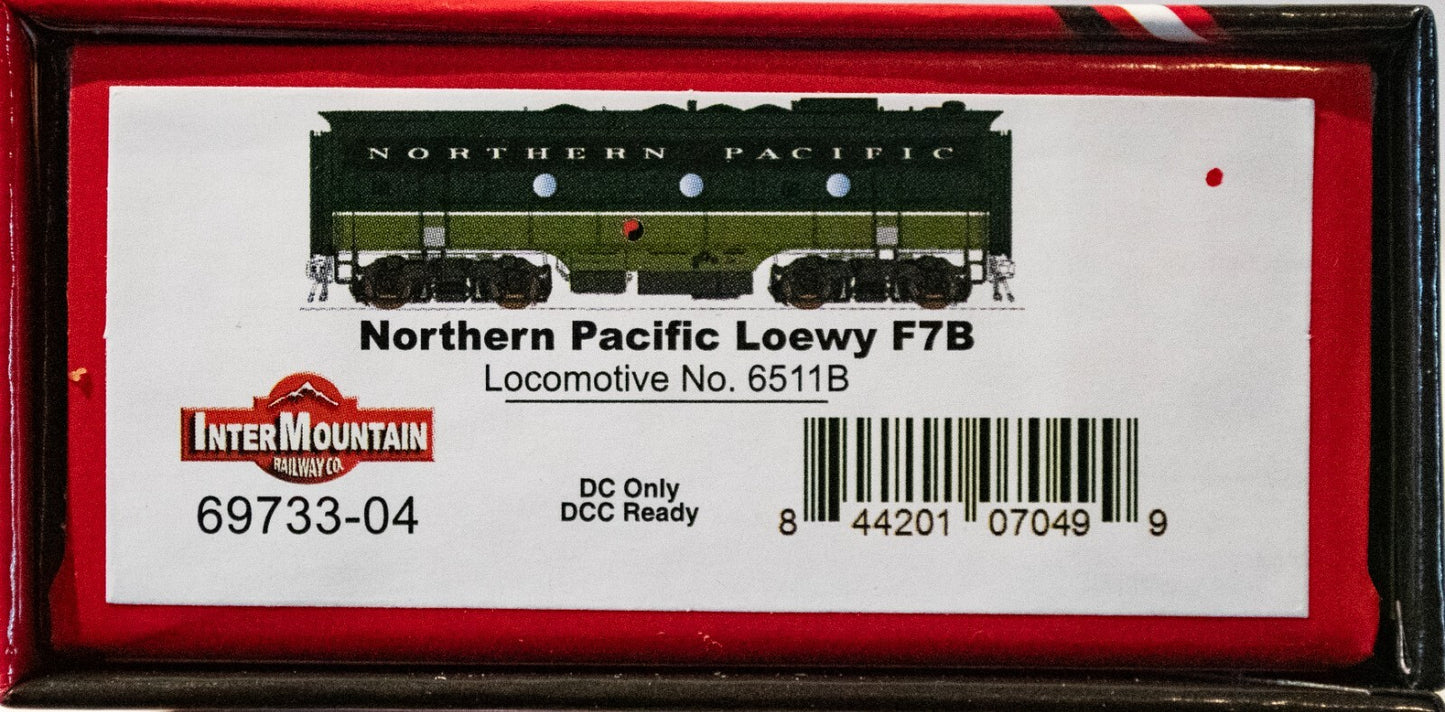 NORTHERN PACIFIC
Northern Pacific Loewy F7B
Locomotive No. 6511B
INTERMOUNTAIN
RAILWAY CO.
69733-04
DC Only
DCC Ready
8 44201 07049 9